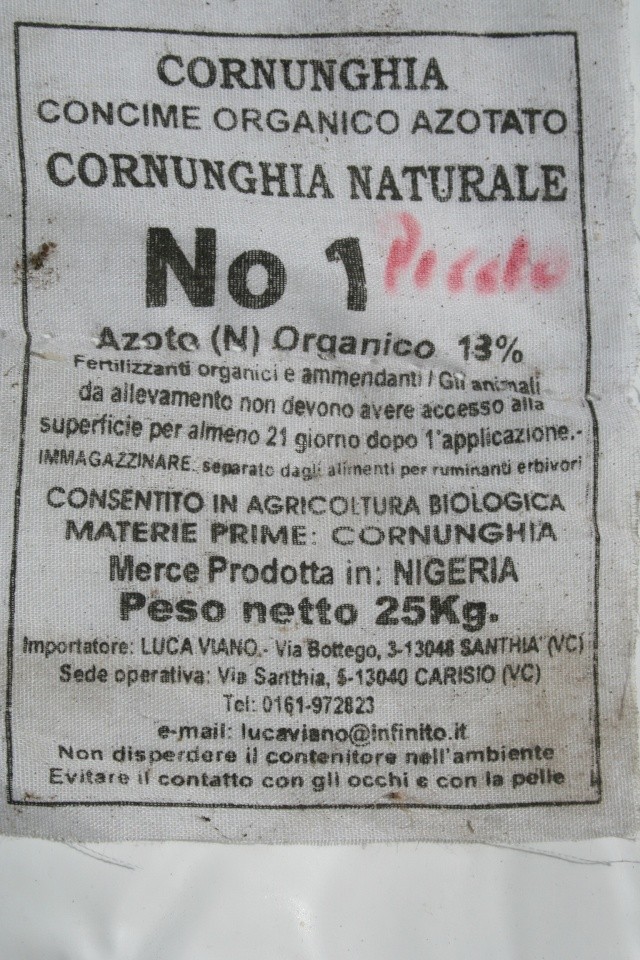 CORNUNGHIA
CONCIME ORGANICO AZOTATO
CORNUNGHIA NATURALE
No 1
Azoto (N) Organico 13%
Fertilizzanti organici e ammendanti / Gli animali
da allevamento non devono avere accesso alla
superficie per almeno 21 giorno dopo 1'applicazione.-
IMMAGAZZINARE: separato dagli alimenti per ruminanti erbivori
CONSENTITO IN AGRICOLTURA BIOLOGICA
MATERIE PRIME: CORNUNGHIA
Merce Prodotta in: NIGERIA
Peso netto 25Kg.
Importatore: LUCA VIANO.- Via Bottego, 3-13048 SANTHIA' (VC)
Sede operativa: Via Santhia, 5-13040 CARISIO (VC)
Tel: 0161-972823
e-mail: lucaviano@infinito.it
Non disperdere il contenitore nell'ambiente
Evitare il contatto con gli occhi e con la pelle